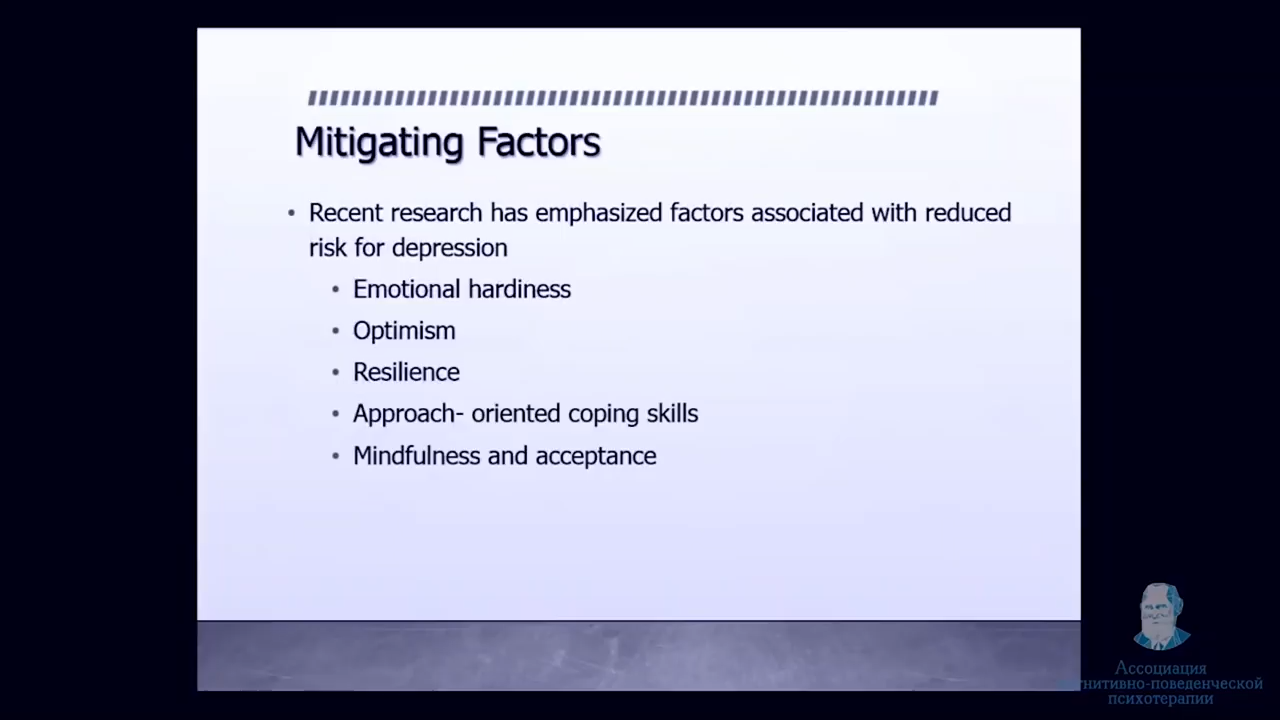 Mitigating Factors
• Recent research has emphasized factors associated with reduced
risk for depression
• Emotional hardiness
• Optimism
• Resilience
• Approach- oriented coping skills
• Mindfulness and acceptance
Ассоциация
когнитивно-поведенческой
психотерапии